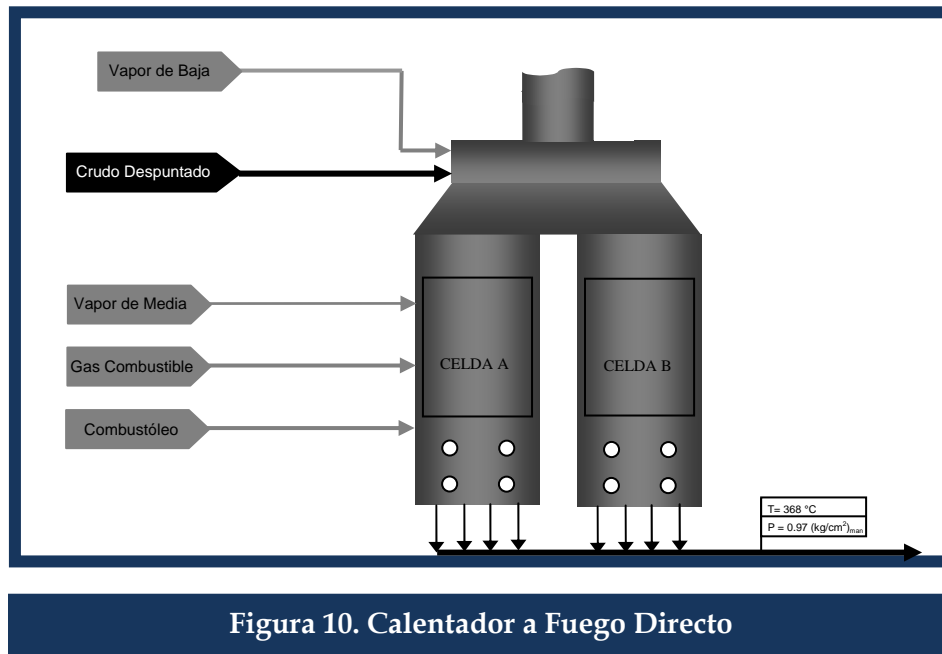 Vapor de Baja
Crudo Despuntado
Vapor de Media
Gas Combustible
Combustóleo
CELDA A
CELDA B
T= 368 °C
P = 0.97 (kg/cm²)man
Figura 10. Calentador a Fuego Directo